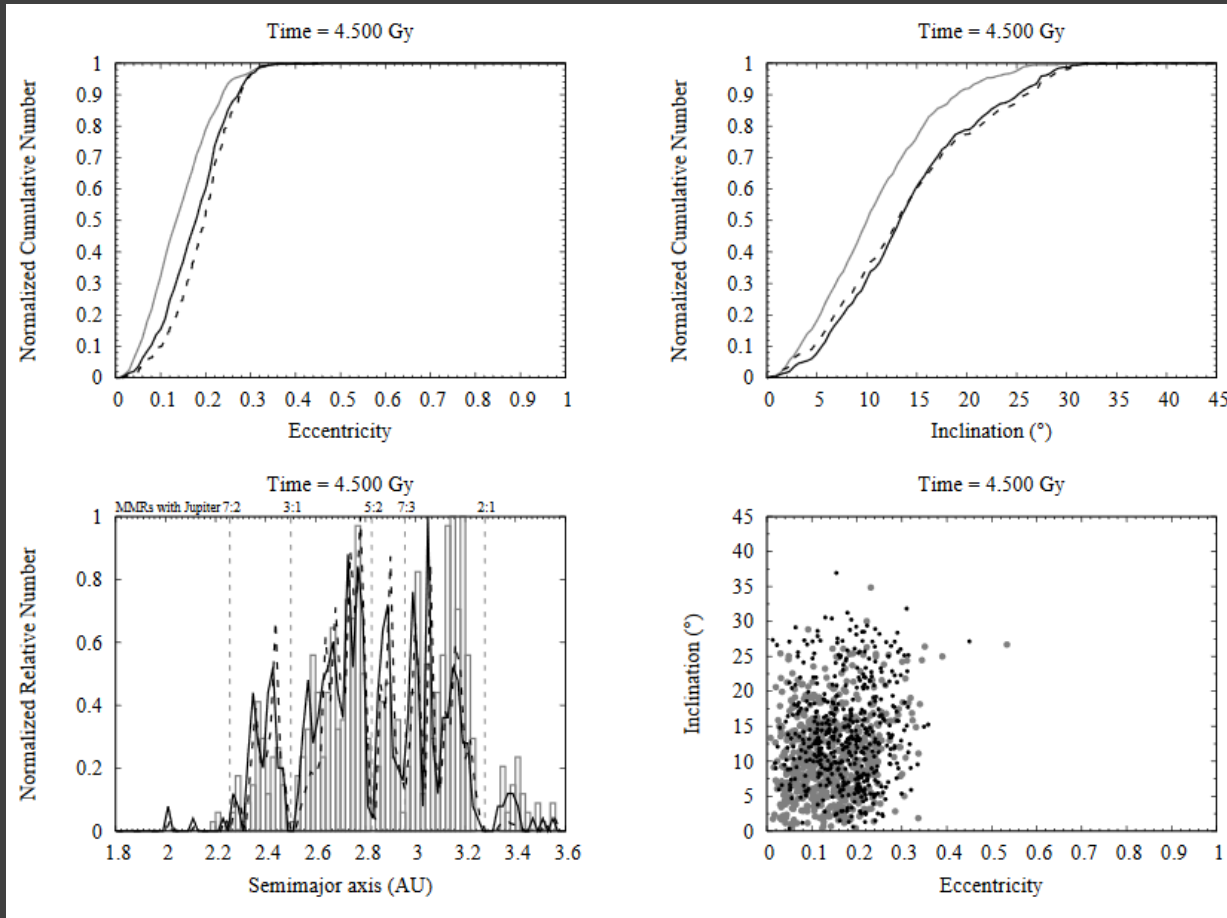 Time = 4.500 Gy
Normalized Cumulative Number
1
0.9
0.8
0.7
0.6
0.5
0.4
0.3
0.2
0.1
0
0 0.1 0.2 0.3 0.4 0.5 0.6 0.7 0.8 0.9 1
Eccentricity
Time = 4.500 Gy
Normalized Cumulative Number
1
0.9
0.8
0.7
0.6
0.5
0.4
0.3
0.2
0.1
0
0 5 10 15 20 25 30 35 40 45
Inclination (°)
Time = 4.500 Gy
MMRs with Jupiter 7:2 3:1 5:2 7:3 2:1
Normalized Relative Number
1
0.8
0.6
0.4
0.2
0
1.8 2 2.2 2.4 2.6 2.8 3 3.2 3.4 3.6
Semimajor axis (AU)
Time = 4.500 Gy
Inclination (°)
45
40
35
30
25
20
15
10
5
0
0 0.1 0.2 0.3 0.4 0.5 0.6 0.7 0.8 0.9 1
Eccentricity